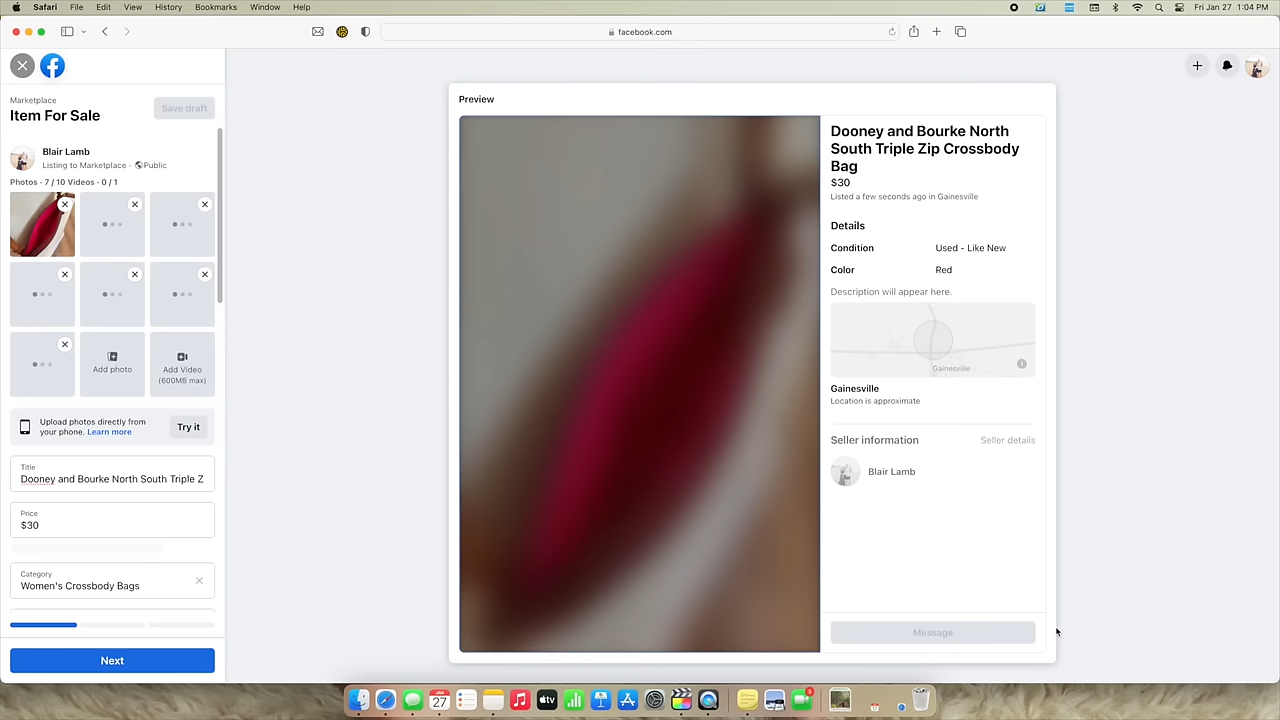 Safari File Edit View History Bookmarks Window Help
Fri Jan 27 1:04 PM
facebook.com
Marketplace
Item For Sale
Save draft
Blair Lamb
Listing to Marketplace · Public
Photos · 7 / 10 Videos · 0 / 1
Add photo
Add Video
(600MB max)
Upload photos directly from
your phone. Learn more
Try it
Title
Dooney and Bourke North South Triple Z
Price
$30
Category
Women's Crossbody Bags
Next
Preview
Dooney and Bourke North
South Triple Zip Crossbody
Bag
$30
Listed a few seconds ago in Gainesville
Details
Condition Used - Like New
Color Red
Description will appear here.
Gainesville
Gainesville
Location is approximate
Seller information Seller details
Blair Lamb
Message
JAN
27
tv
3
17